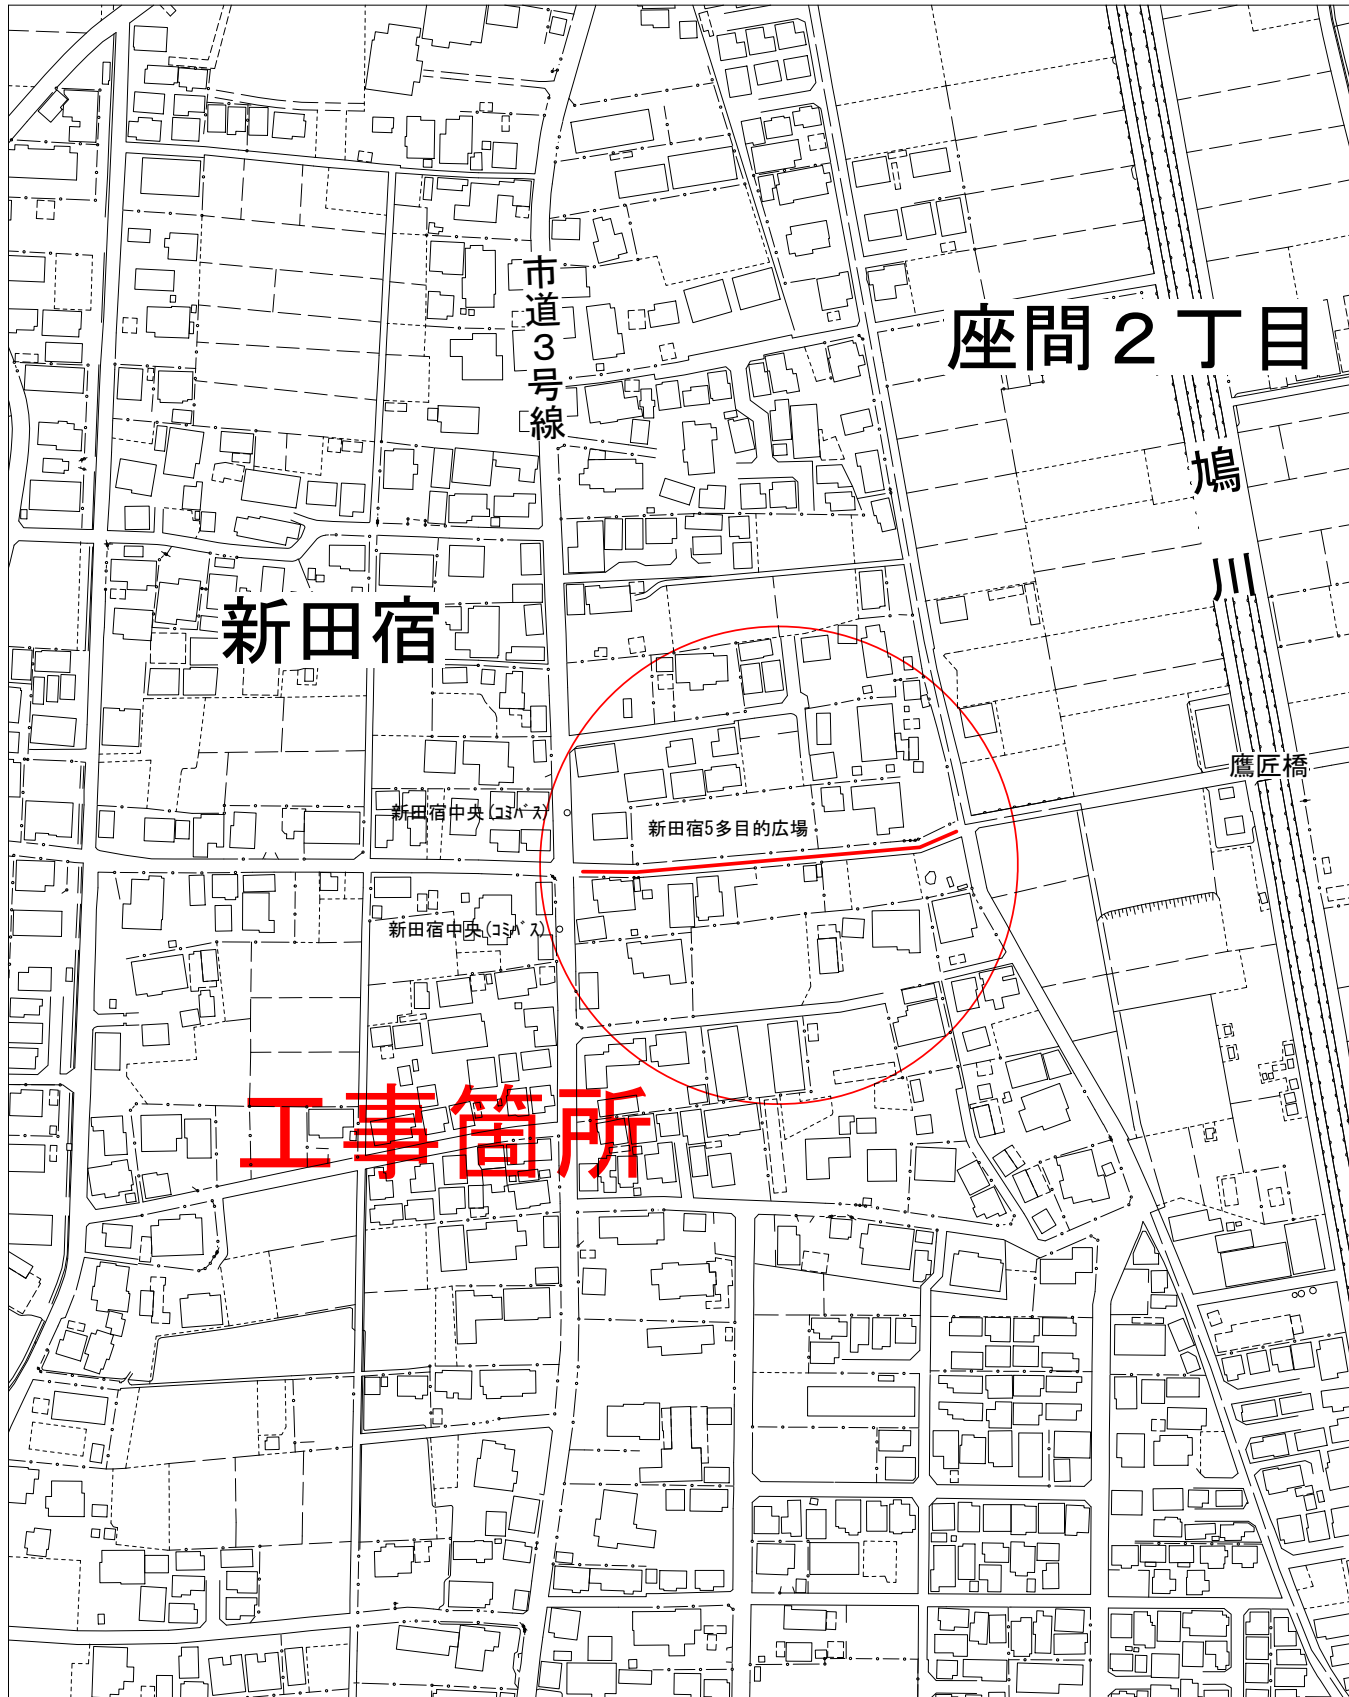 市道３号線
座間２丁目
鳩川
新田宿
鷹匠橋
新田宿中央(ｺﾐﾊﾞｽ)
新田宿5多目的広場
新田宿中央(ｺﾐﾊﾞｽ)
工事箇所